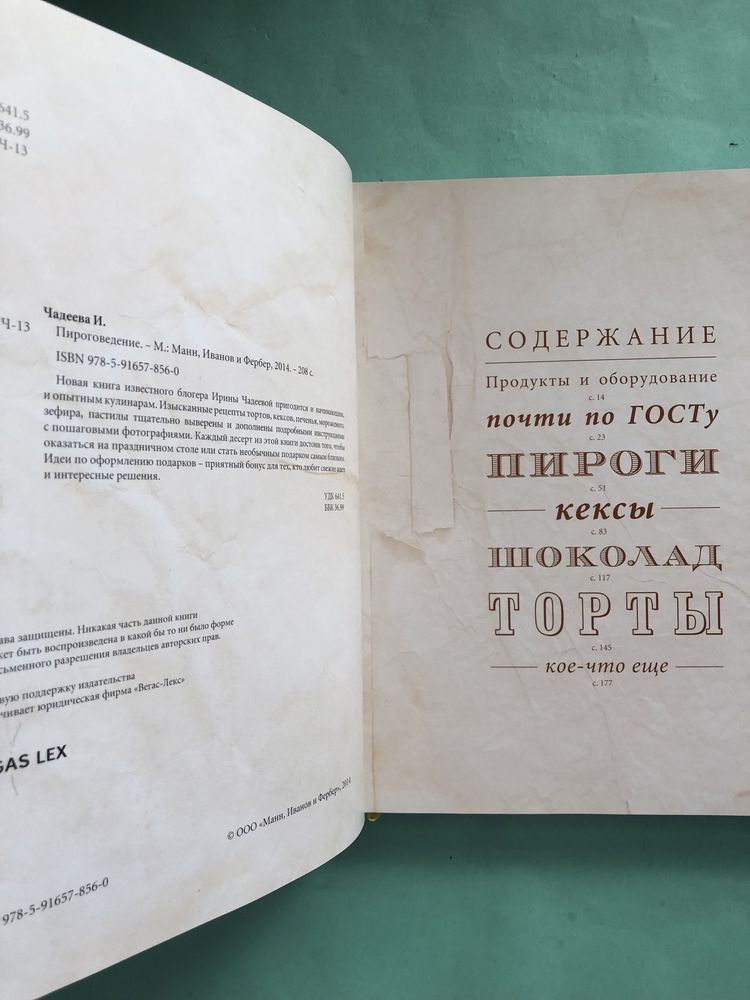 641.5
36.99
Ч-13
Чадеева И.
Ч-13
Пироговедение. – М.: Манн, Иванов и Фербер, 2014. – 208 с.
ISBN 978-5-91657-856-0
Новая книга известного блогера Ирины Чадеевой пригодится и начинающим,
и опытным кулинарам. Изысканные рецепты тортов, кексов, печенья, мороженого,
зефира, пастилы тщательно выверены и дополнены подробными инструкциями
с пошаговыми фотографиями. Каждый десерт из этой книги достоин того, чтобы
оказаться на праздничном столе или стать необычным подарком самым близким.
Идеи по оформлению подарков – приятный бонус для тех, кто любит свежие идеи
и интересные решения.
УДК 641.5
ББК 36.99
ава защищены. Никакая часть данной книги
жет быть воспроизведена в какой бы то ни было форме
сьменного разрешения владельцев авторских прав.
вую поддержку издательства
чивает юридическая фирма «Вегас-Лекс»
GAS LEX
© ООО «Манн, Иванов и Фербер», 2014
978-5-91657-856-0
СОДЕРЖАНИЕ
Продукты и оборудование
с. 14
почти по ГОСТу
с. 23
ПИРОГИ
с. 51
кексы
с. 83
ШОКОЛАД
с. 117
ТОРТЫ
с. 145
кое-что еще
с. 177